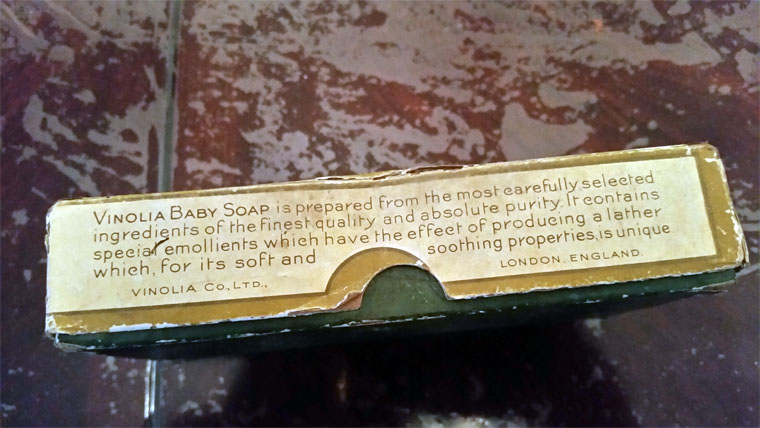 VINOLIA BABY SOAP is prepared from the most carefully selected
ingredients of the finest quality and absolute purity. It contains
special emollients which have the effect of producing a lather
which, for its soft and soothing properties, is unique.
VINOLIA CO., LTD., LONDON. ENGLAND.